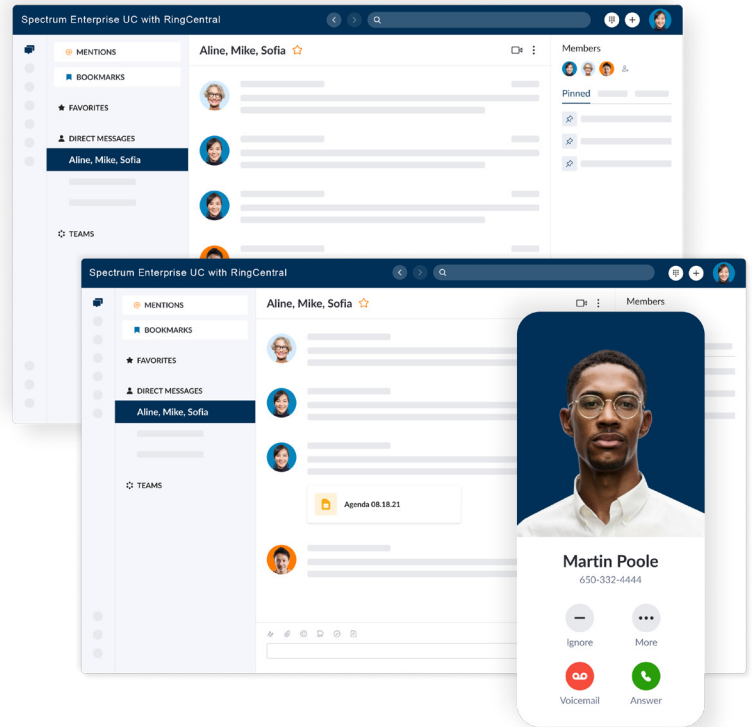 Spectrum Enterprise UC with RingCentral
MENTIONS
BOOKMARKS
FAVORITES
DIRECT MESSAGES
Aline, Mike, Sofia
TEAMS
Aline, Mike, Sofia
Members
Pinned
Spectrum Enterprise UC with RingCentral
MENTIONS
BOOKMARKS
FAVORITES
DIRECT MESSAGES
Aline, Mike, Sofia
TEAMS
Aline, Mike, Sofia
Agenda 08.18.21
Members
Martin Poole
650-332-4444
Ignore
More
Voicemail
Answer